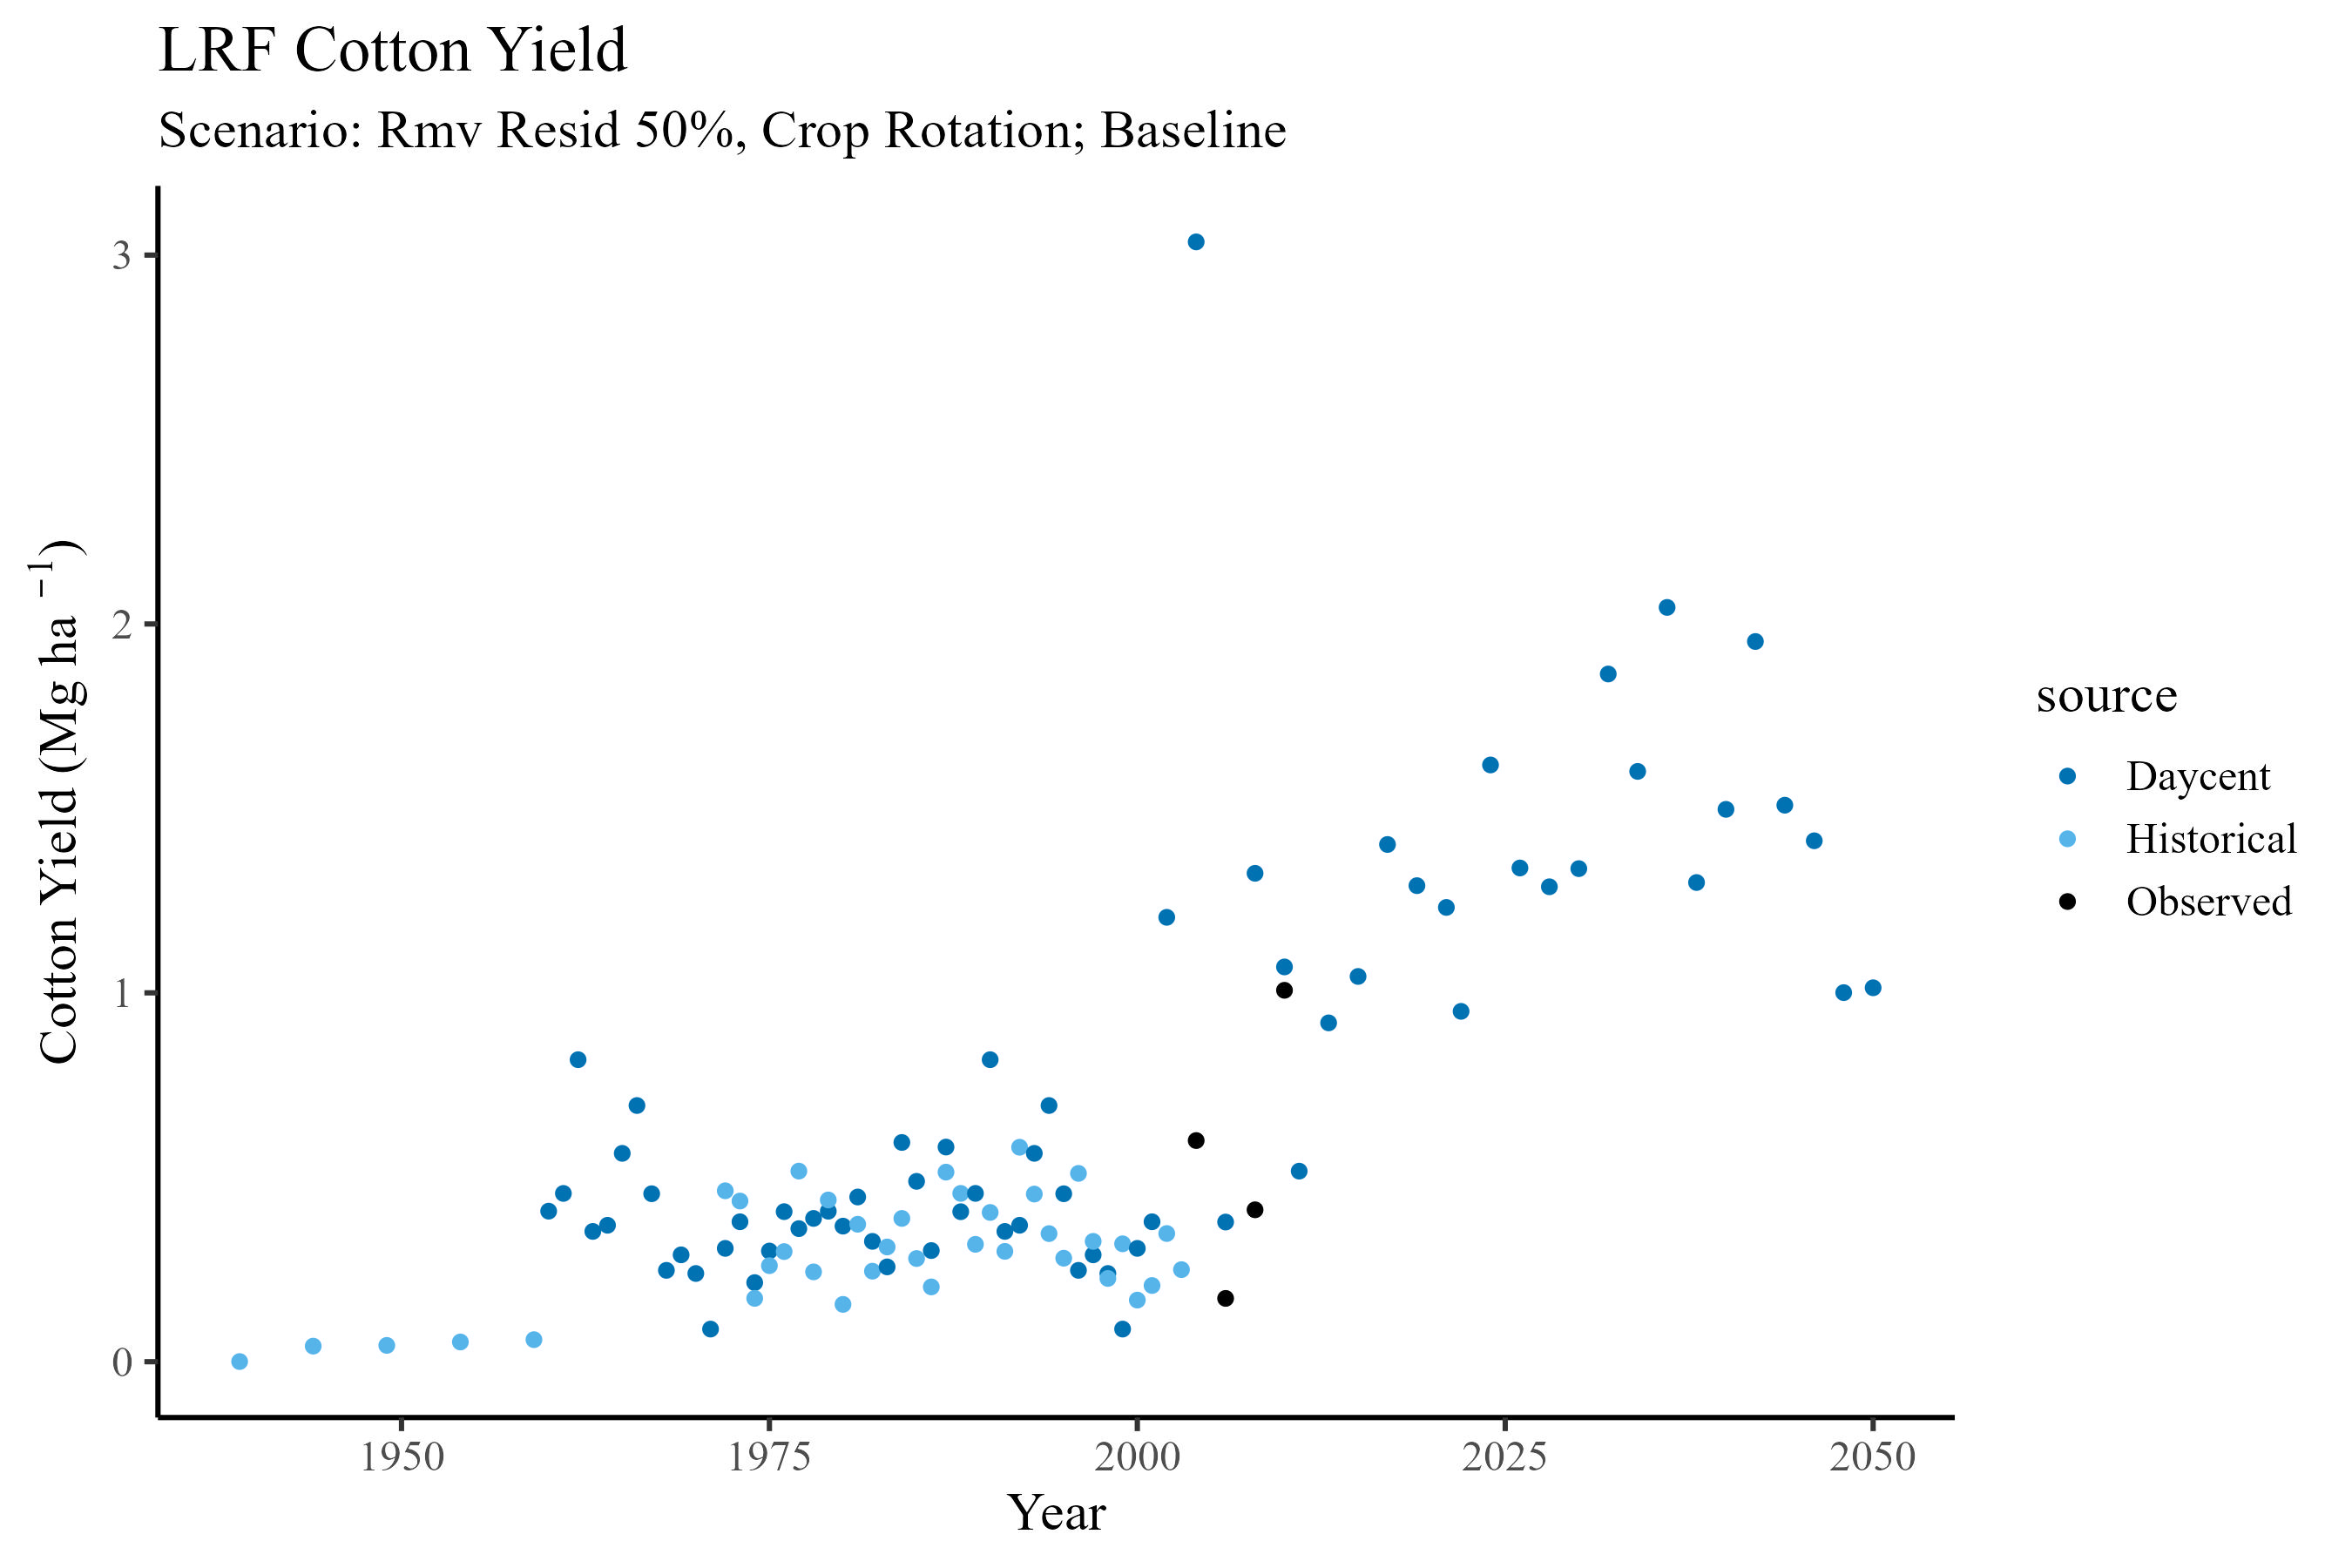 LRF Cotton Yield
Scenario: Rmv Resid 50%, Crop Rotation; Baseline
Cotton Yield (Mg ha ⁻¹)
3
2
1
0
1950 1975 2000 2025 2050
Year
source
Daycent
Historical
Observed